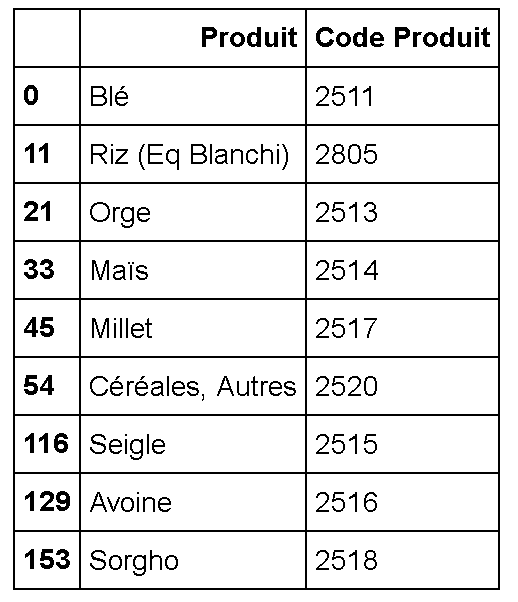 Produit Code Produit
0 Blé 2511
11 Riz (Eq Blanchi) 2805
21 Orge 2513
33 Maïs 2514
45 Millet 2517
54 Céréales, Autres 2520
116 Seigle 2515
129 Avoine 2516
153 Sorgho 2518